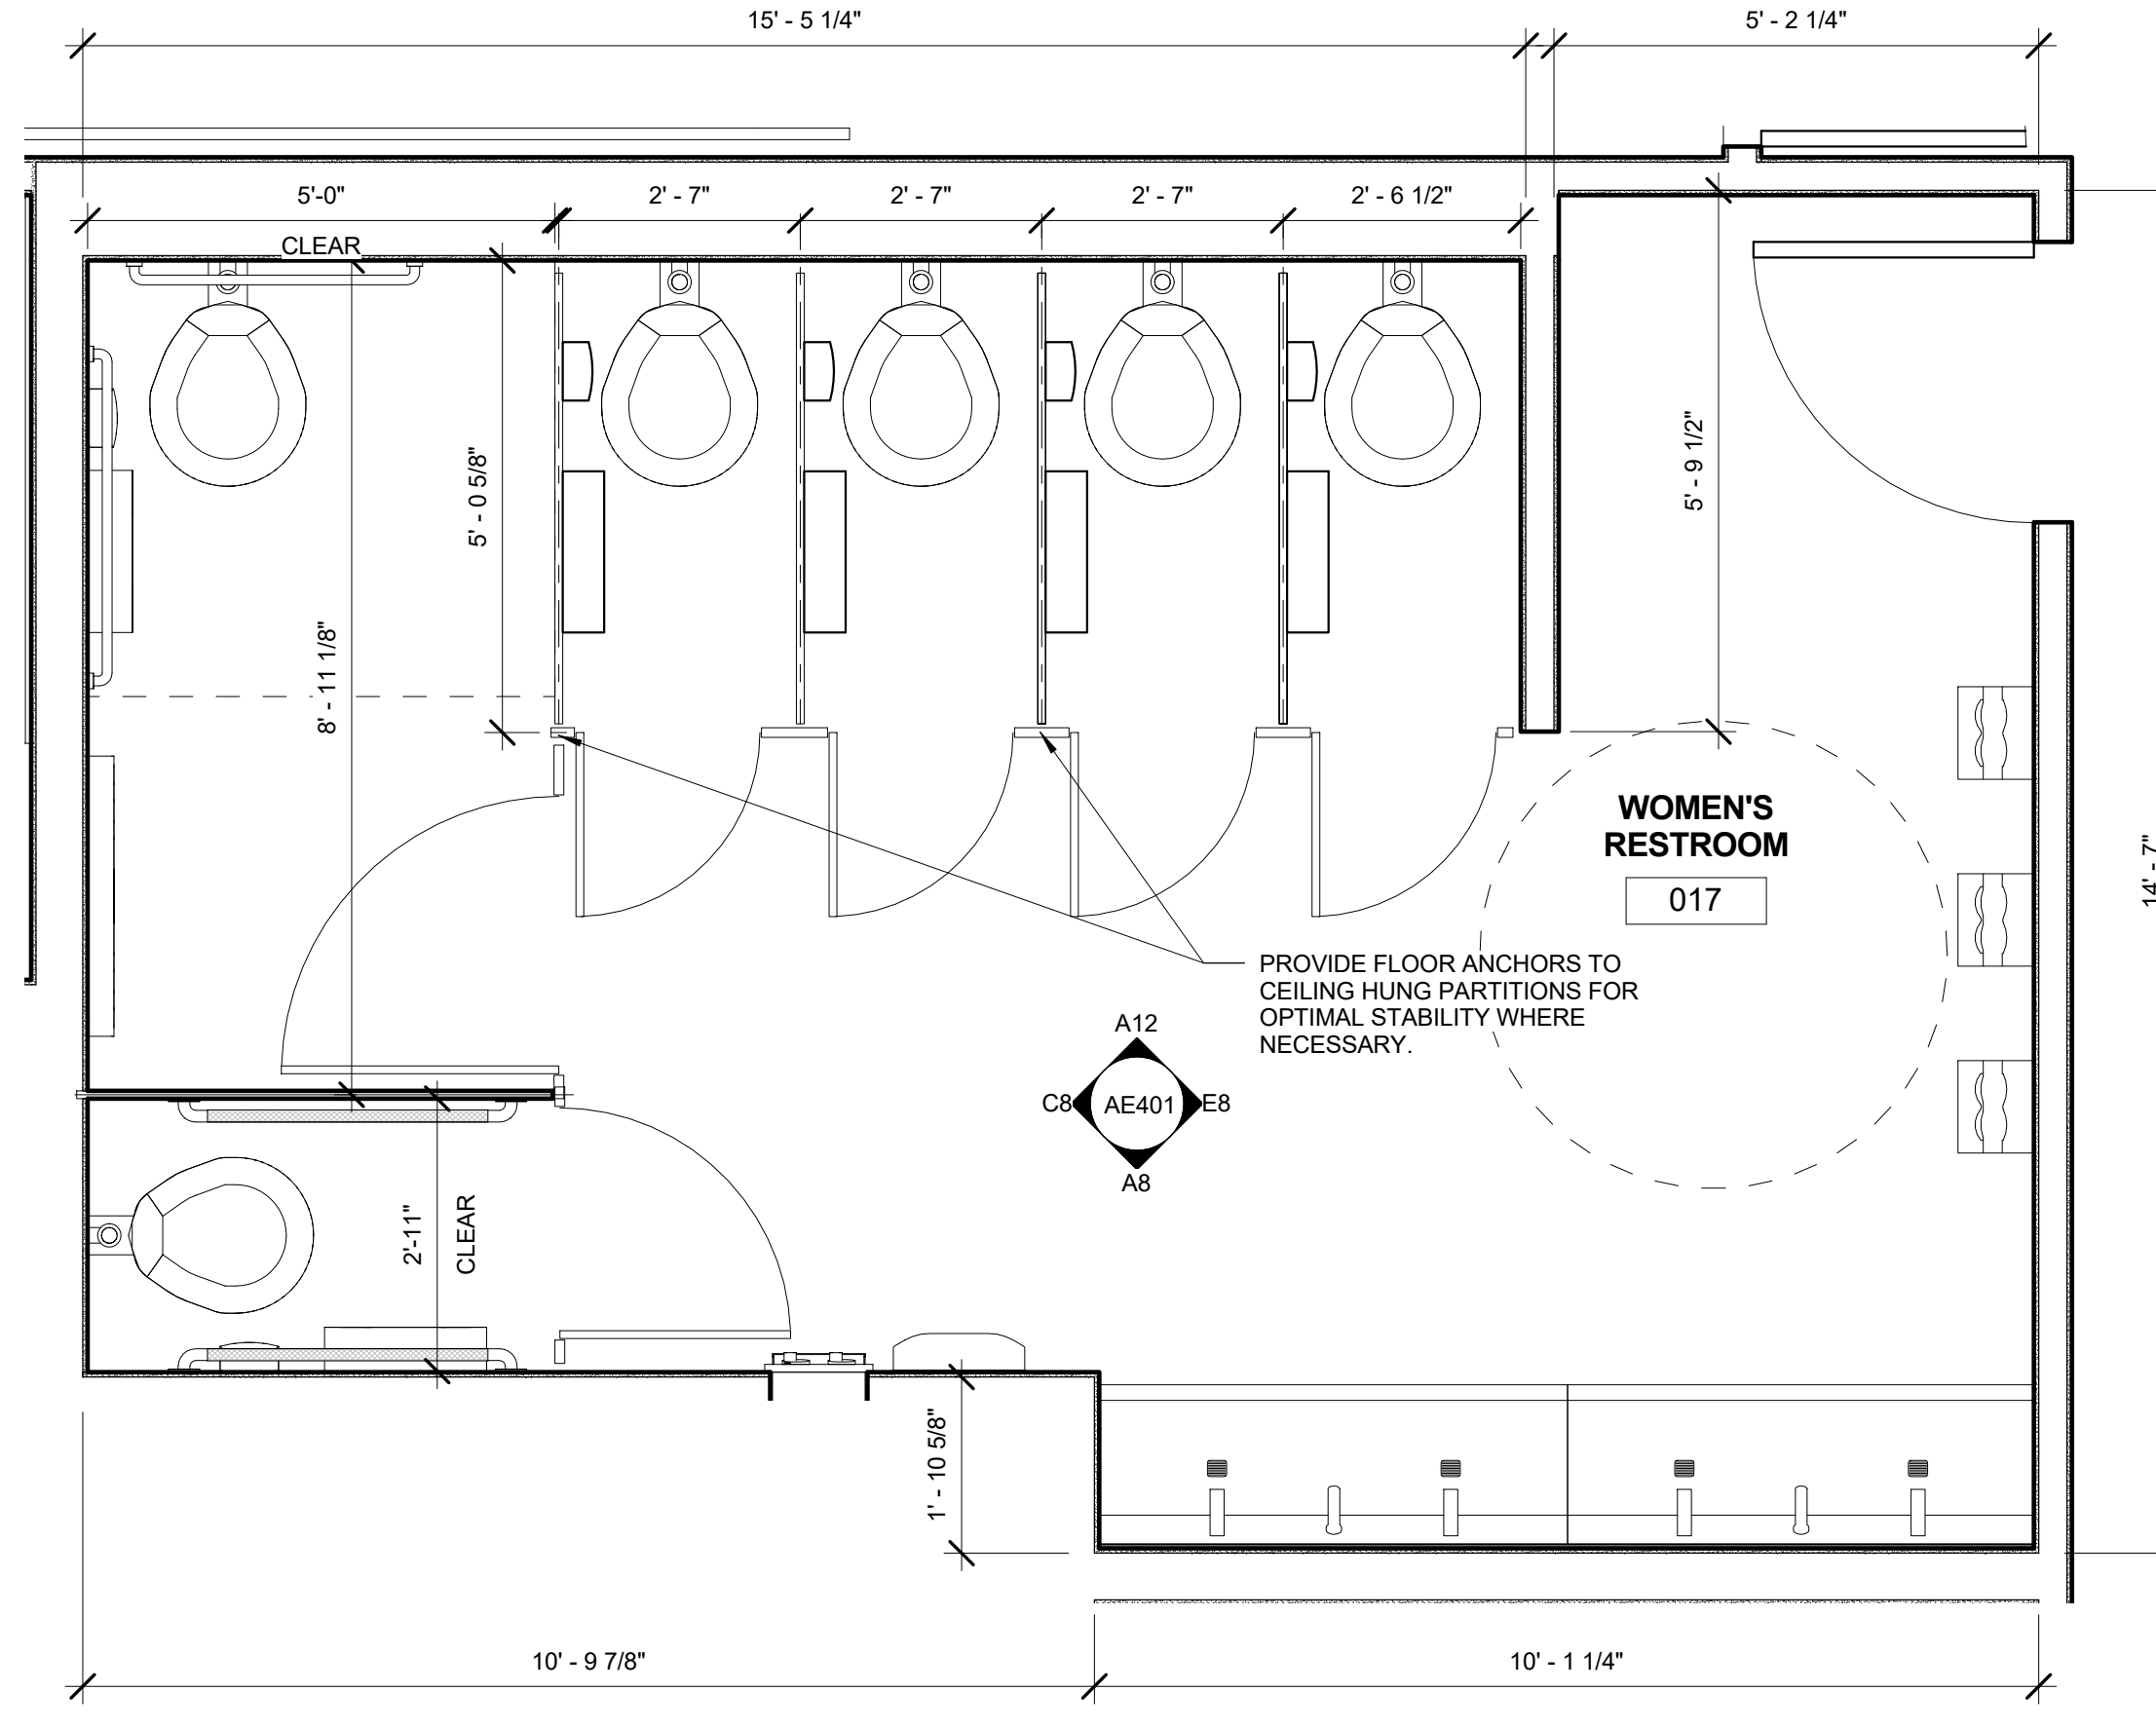 15' - 5 1/4"
5' - 2 1/4"
5'-0"
2' - 7"
2' - 7"
2' - 7"
2' - 6 1/2"
CLEAR
5' - 9 1/2"
5' - 0 5/8"
8' - 11 1/8"
WOMEN'S
RESTROOM
017
14' - 7"
PROVIDE FLOOR ANCHORS TO
CEILING HUNG PARTITIONS FOR
OPTIMAL STABILITY WHERE
NECESSARY.
A12
C8
AE401
E8
A8
2'-11"
CLEAR
1' - 10 5/8"
10' - 9 7/8"
10' - 1 1/4"